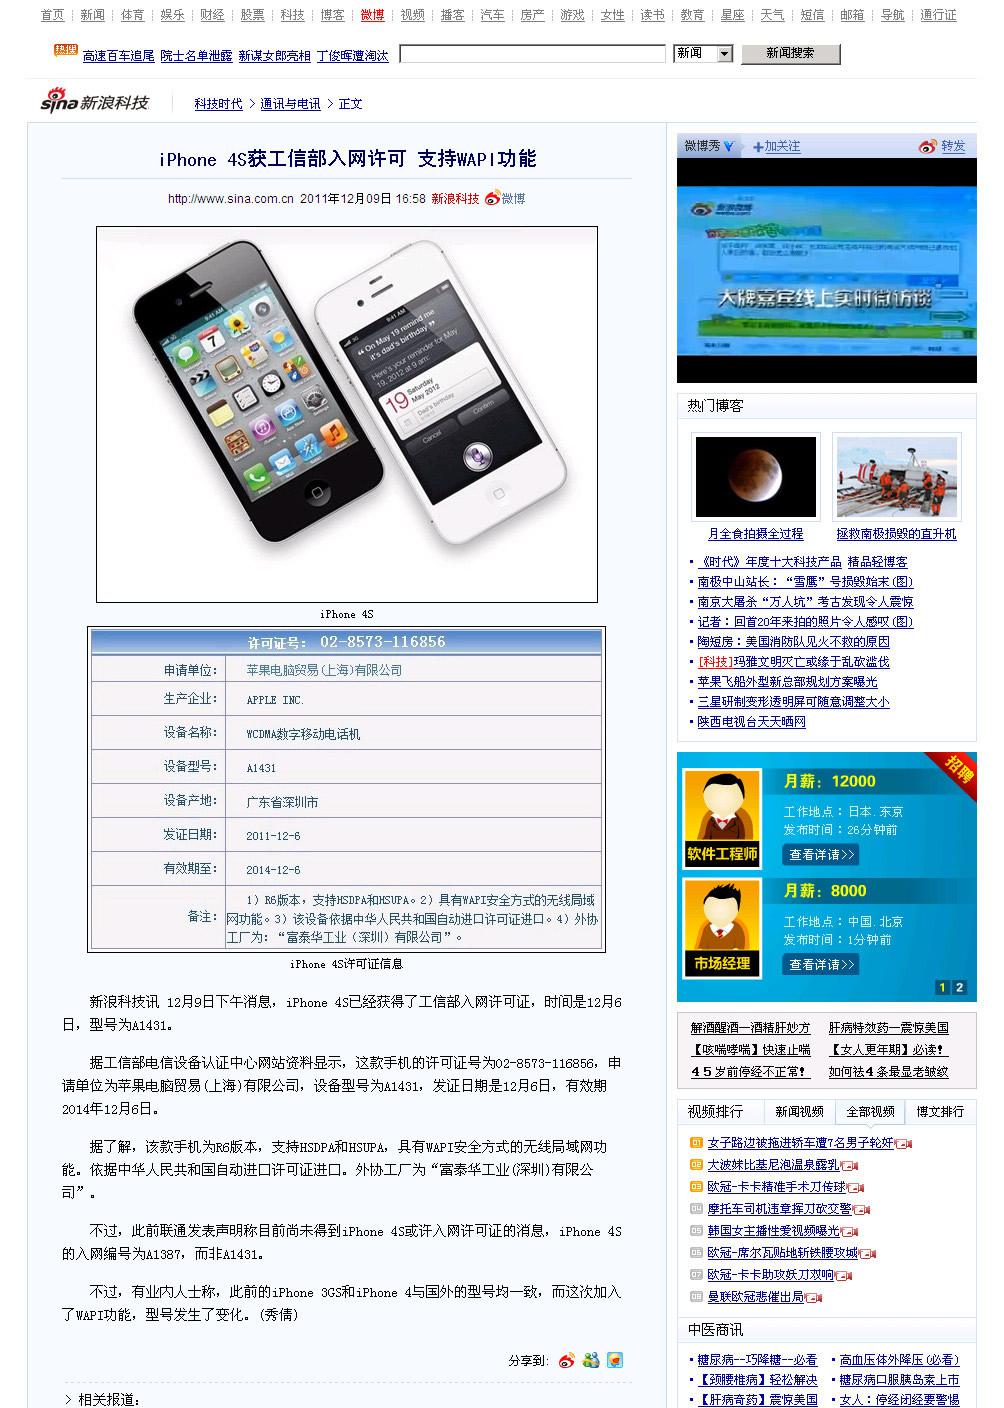 首页 新闻 体育 娱乐 财经 股票 科技 博客 微博 视频 播客 汽车 房产 游戏 女性 读书 教育 星座 天气 短信 邮箱 导航 通行证
热搜 高速百车追尾 院士名单泄露 新谋女郎亮相 丁俊晖遭淘汰 新闻 新闻搜索
sina新浪科技 科技时代 > 通讯与电讯 > 正文
iPhone 4S获工信部入网许可 支持WAPI功能
http://www.sina.com.cn 2011年12月09日 16:58 新浪科技 微博
iPhone 4S
许可证号: 02-8573-116856
申请单位: 苹果电脑贸易(上海)有限公司
生产企业: APPLE INC.
设备名称: WCDMA数字移动电话机
设备型号: A1431
设备产地: 广东省深圳市
发证日期: 2011-12-6
有效期至: 2014-12-6
备注: 1）R6版本，支持HSDPA和HSUPA。2）具有WAPI安全方式的无线局域
网功能。3）该设备依据中华人民共和国自动进口许可证进口。4）外协
工厂为：“富泰华工业（深圳）有限公司”。
iPhone 4S许可证信息
新浪科技讯 12月9日下午消息，iPhone 4S已经获得了工信部入网许可证，时间是12月6
日，型号为A1431。
据工信部电信设备认证中心网站资料显示，这款手机的许可证号为02-8573-116856，申
请单位为苹果电脑贸易(上海)有限公司，设备型号为A1431，发证日期是12月6日，有效期
2014年12月6日。
据了解，该款手机为R6版本，支持HSDPA和HSUPA，具有WAPI安全方式的无线局域网功
能。依据中华人民共和国自动进口许可证进口。外协工厂为“富泰华工业(深圳)有限公
司”。
不过，此前联通发表声明称目前尚未得到iPhone 4S或许入网许可证的消息，iPhone 4S
的入网编号为A1387，而非A1431。
不过，有业内人士称，此前的iPhone 3GS和iPhone 4与国外的型号均一致，而这次加入
了WAPI功能，型号发生了变化。(秀倩)
分享到:
> 相关报道:
微博秀 +加关注 转发
大牌嘉宾线上实时微访谈
热门博客
月全食拍摄全过程 拯救南极损毁的直升机
《时代》年度十大科技产品 精品轻博客
南极中山站长：“雪鹰”号损毁始末(图)
南京大屠杀“万人坑”考古发现令人震惊
记者：回首20年来拍的照片令人感叹(图)
陶短房：美国消防队见火不救的原因
[科技]玛雅文明灭亡或缘于乱砍滥伐
苹果飞船外型新总部规划方案曝光
三星研制变形透明屏可随意调整大小
陕西电视台天天晒网
招聘
月薪：12000
工作地点：日本.东京
发布时间：26分钟前
软件工程师 查看详请>>
月薪：8000
工作地点：中国.北京
发布时间：1分钟前
市场经理 查看详请>>
1 2
解酒醒酒—酒精肝妙方 肝病特效药—震惊美国
【咳喘哮喘】快速止喘 【女人更年期】必读！
４５岁前停经不正常！ 如何祛４条最显老皱纹
视频排行 新闻视频 全部视频 博文排行
01 女子路边被拖进轿车遭7名男子轮奸
02 大波妹比基尼泡温泉露乳
03 欧冠-卡卡精准手术刀传球
04 摩托车司机违章挥刀砍交警
05 韩国女主播性爱视频曝光
06 欧冠-席尔瓦贴地斩铁腰攻城
07 欧冠-卡卡助攻妖刀双响
08 曼联欧冠悲催出局
中医商讯
糖尿病--巧降糖--必看 高血压体外降压(必看)
【颈腰椎病】轻松解决 糖尿病口服胰岛素上市
【肝病奇药】震惊美国 女人：停经闭经要警惕